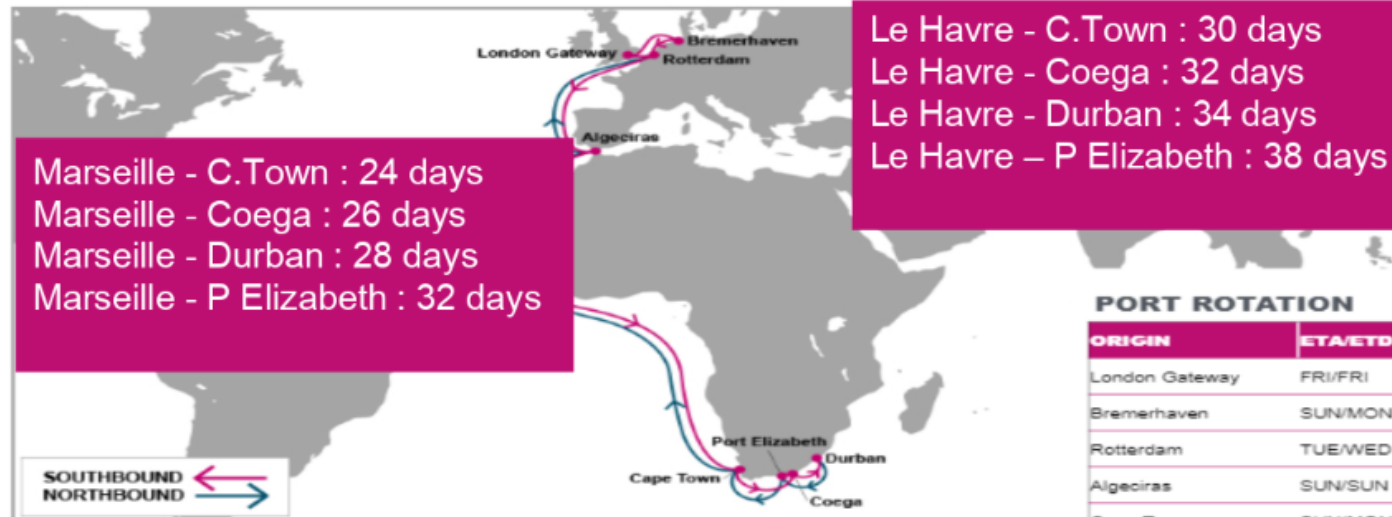 Le Havre - C.Town : 30 days
Le Havre - Coega : 32 days
Le Havre - Durban : 34 days
Le Havre – P Elizabeth : 38 days
Bremerhaven
London Gateway
Rotterdam
Algeciras
Marseille - C.Town : 24 days
Marseille - Coega : 26 days
Marseille - Durban : 28 days
Marseille - P Elizabeth : 32 days
Port Elizabeth
Durban
Cape Town
Coega
SOUTHBOUND
NORTHBOUND
PORT ROTATION
ORIGIN ETA/ETD
London Gateway FRI/FRI
Bremerhaven SUN/MON
Rotterdam TUE/WED
Algeciras SUN/SUN